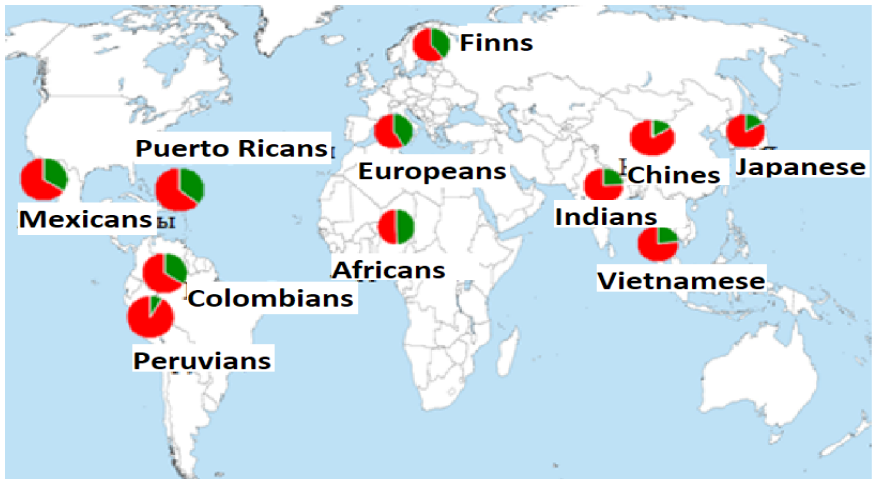 Finns
Puerto Ricans
Europeans
Chines
Japanese
Mexicans
ы
Indians
Africans
Vietnamese
Colombians
Peruvians